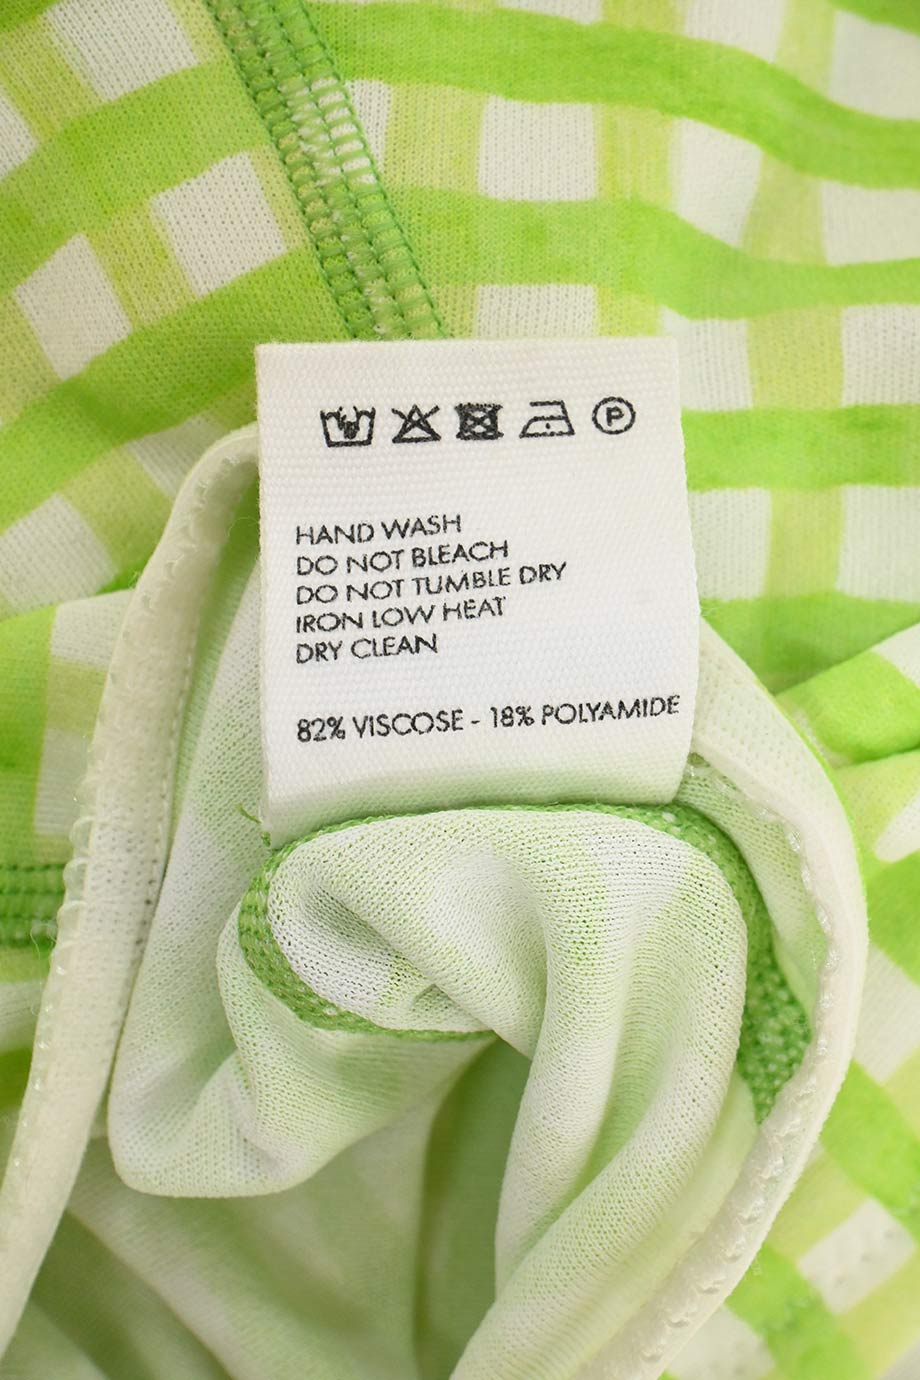 P
HAND WASH
DO NOT BLEACH
DO NOT TUMBLE DRY
IRON LOW HEAT
DRY CLEAN
82% VISCOSE - 18% POLYAMIDE